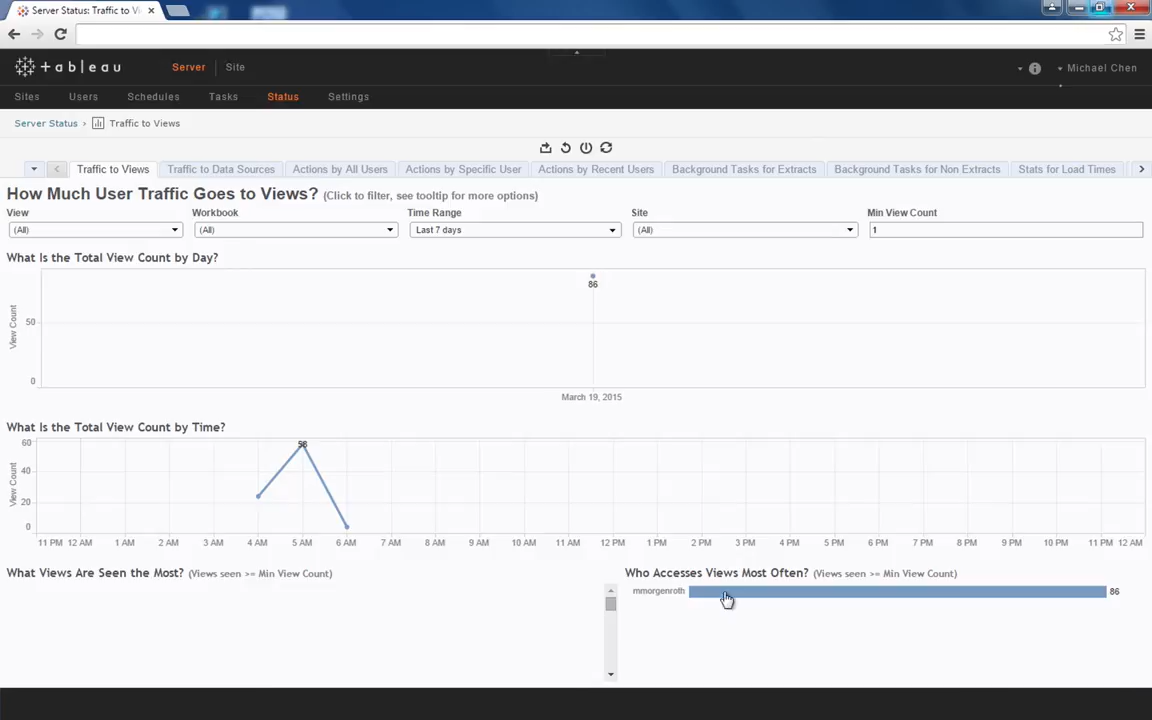 Server Status: Traffic to Vi
+ableau Server Site Michael Chen
Sites Users Schedules Tasks Status Settings
Server Status › Traffic to Views
Traffic to Views Traffic to Data Sources Actions by All Users Actions by Specific User Actions by Recent Users Background Tasks for Extracts Background Tasks for Non Extracts Stats for Load Times
How Much User Traffic Goes to Views? (Click to filter, see tooltip for more options)
View Workbook Time Range Site Min View Count
(All) (All) Last 7 days (All) 1
What Is the Total View Count by Day?
86
View Count
50
0
March 19, 2015
What Is the Total View Count by Time?
60
58
40
View Count
20
0
11 PM 12 AM 1 AM 2 AM 3 AM 4 AM 5 AM 6 AM 7 AM 8 AM 9 AM 10 AM 11 AM 12 PM 1 PM 2 PM 3 PM 4 PM 5 PM 6 PM 7 PM 8 PM 9 PM 10 PM 11 PM 12 AM
What Views Are Seen the Most? (Views seen >= Min View Count)
Who Accesses Views Most Often? (Views seen >= Min View Count)
mmorgenroth 86